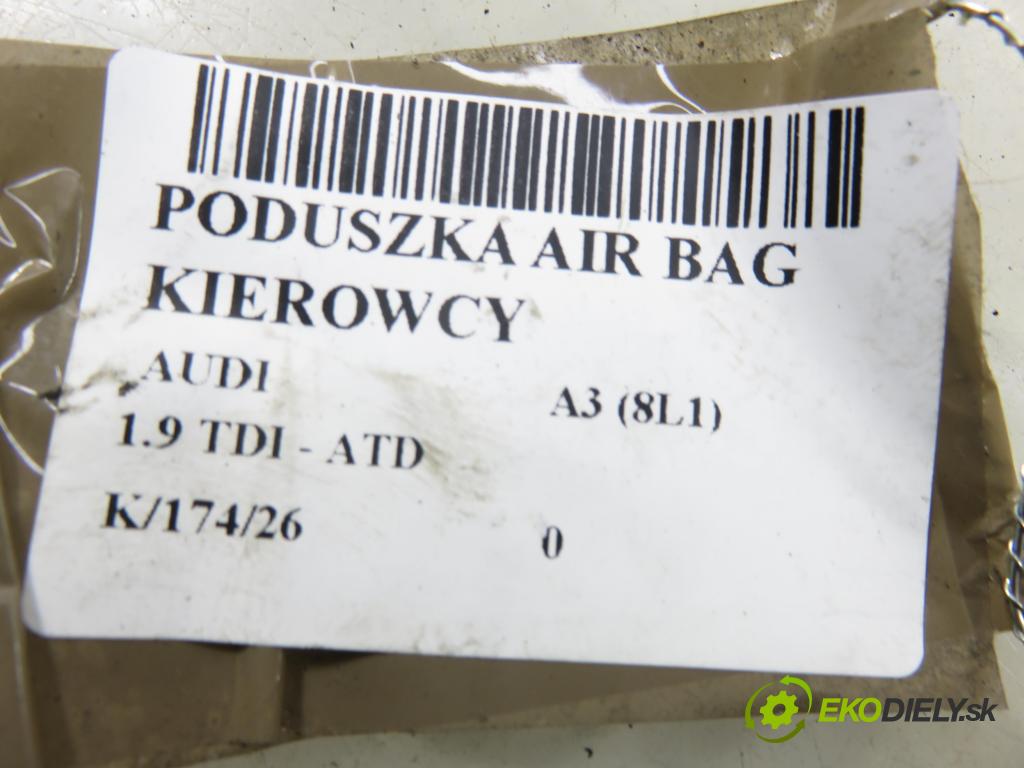 PODUSZKA AIR BAG
KIEROWCY
AUDI
A3 (8L1)
1.9 TDI - ATD
K/174/26
0
EKODIELY.sk